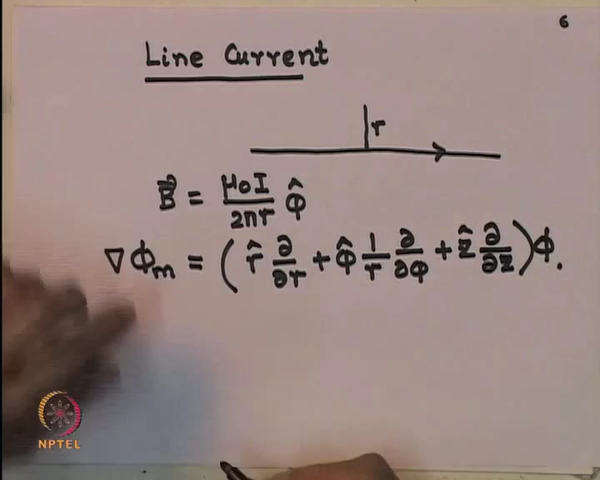 6
Line Current
r
B⃗ = μ₀I/2πr φ̂
∇Φₘ = (r̂ ∂/∂r + φ̂ 1/r ∂/∂φ + ẑ ∂/∂z)Φ.
NPTEL